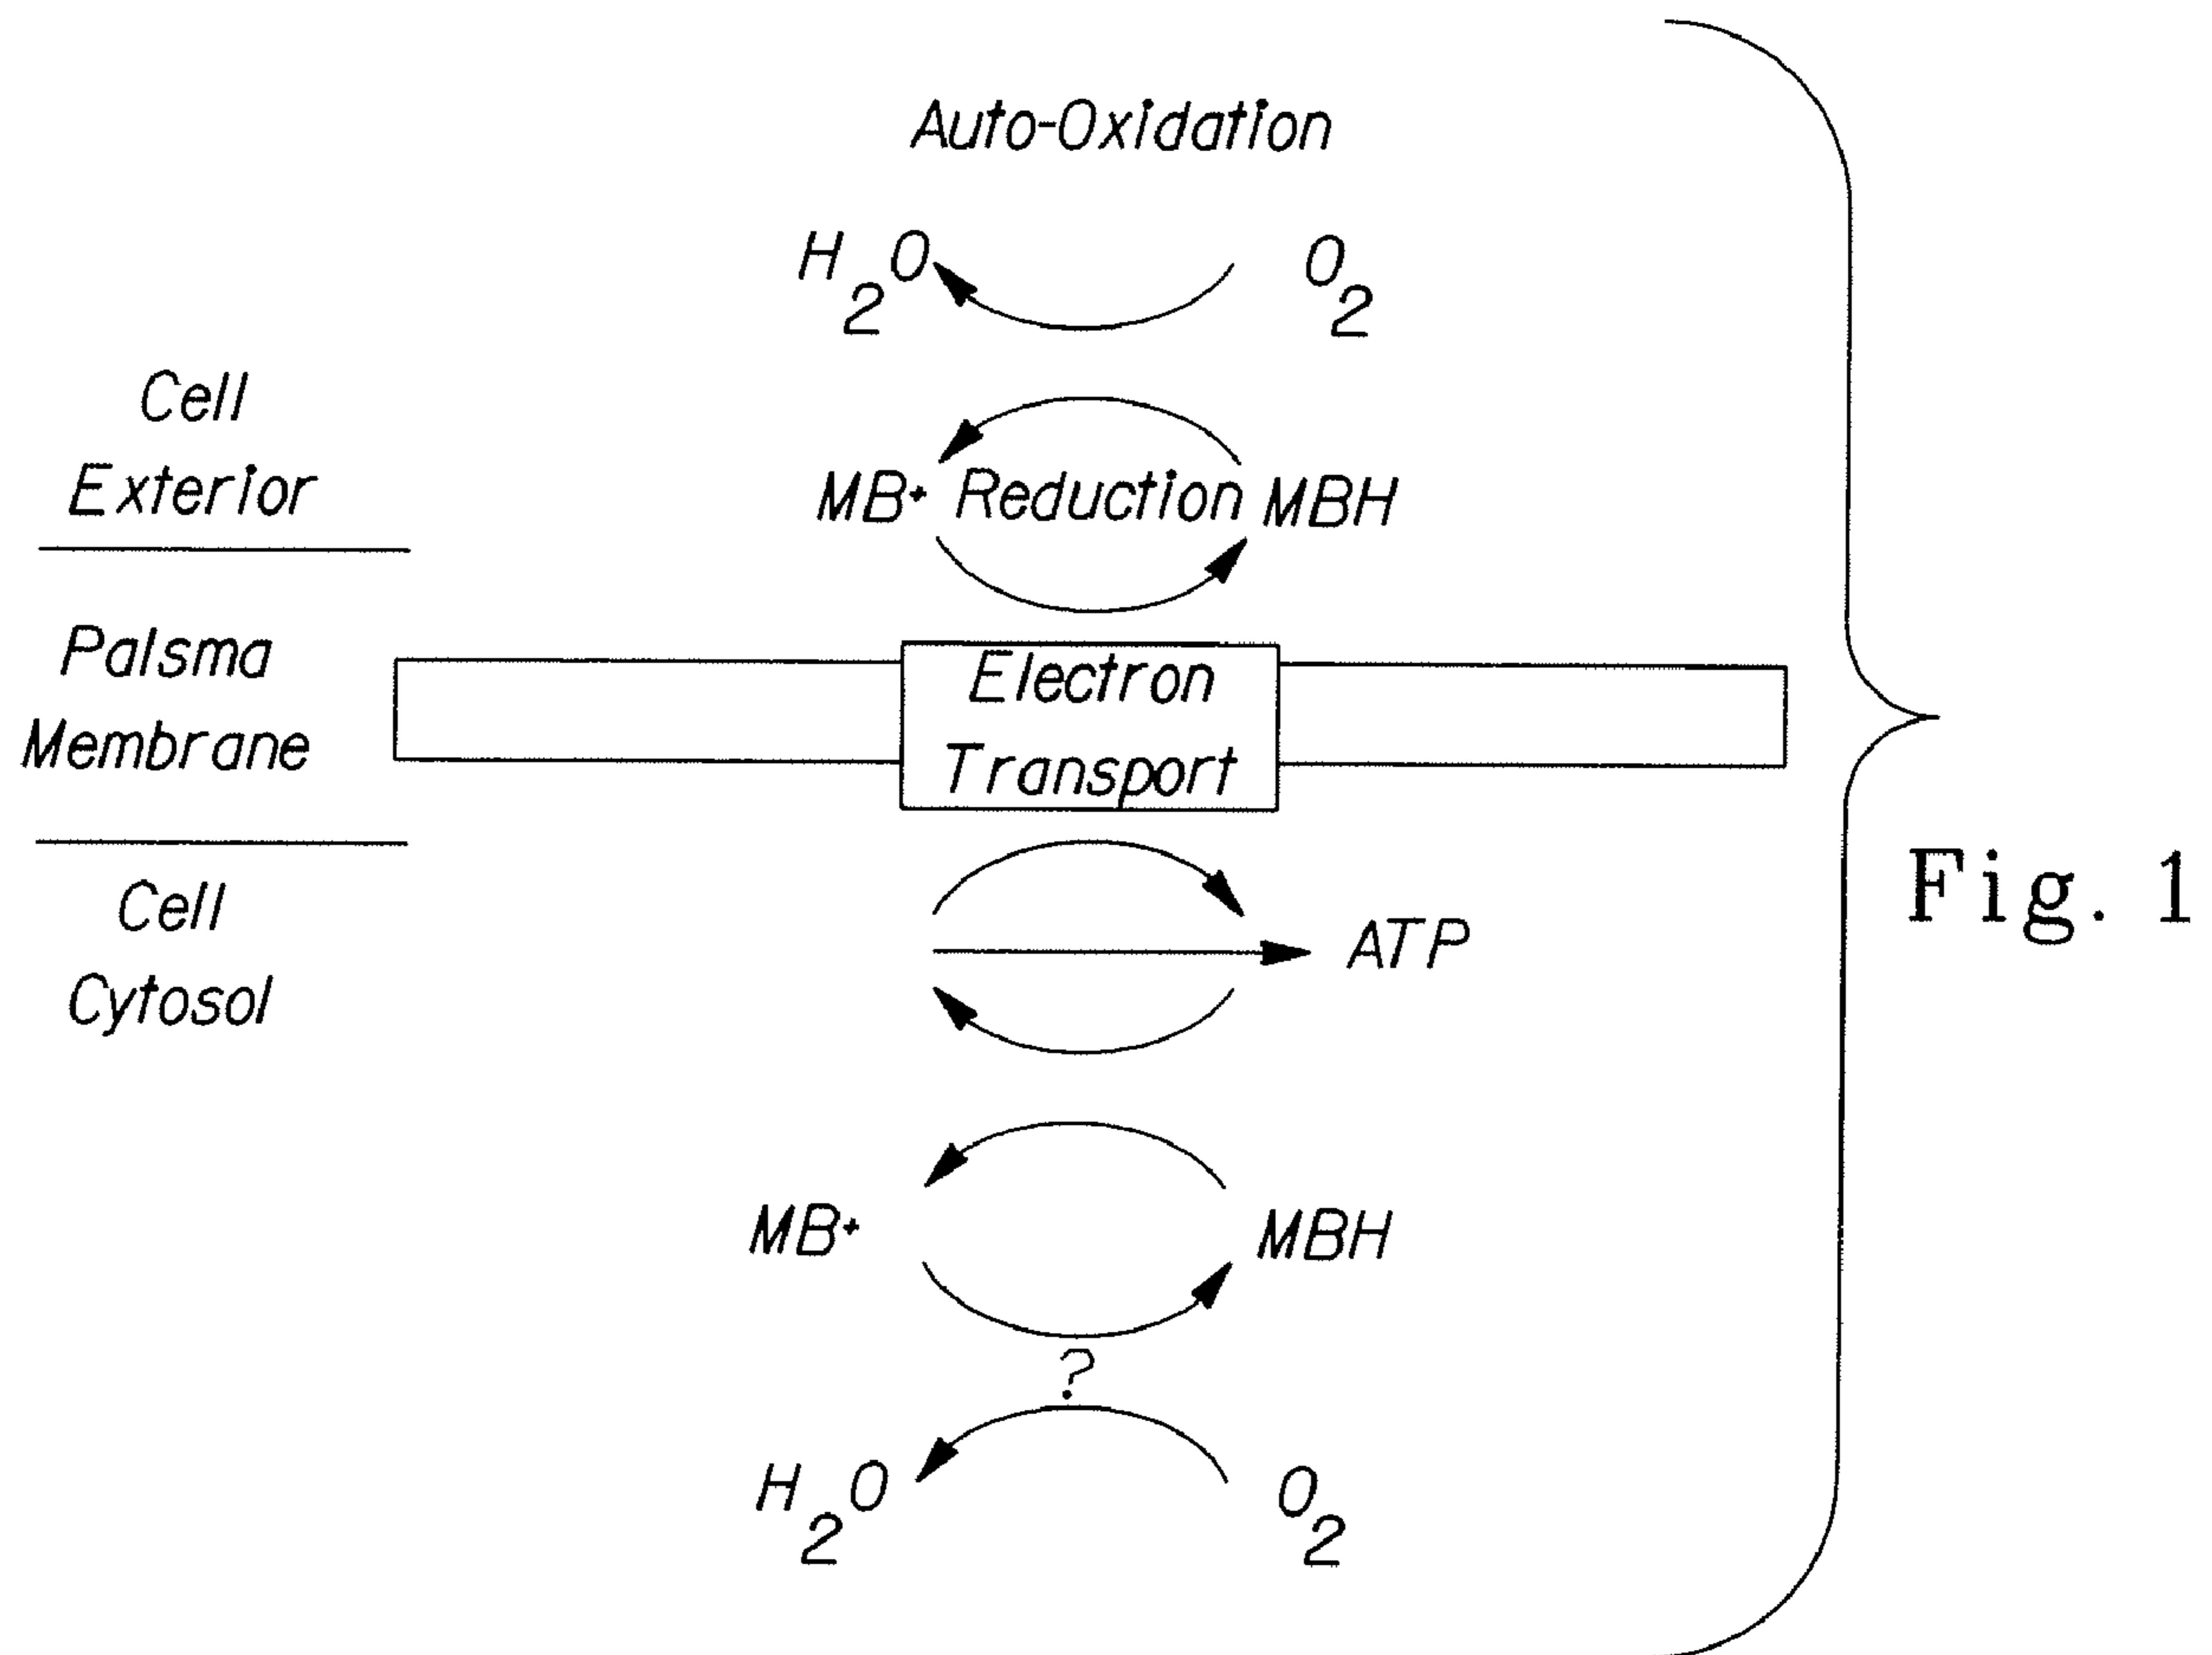 Auto-Oxidation
H2O O2
Cell
Exterior
MB+ Reduction MBH
Palsma
Membrane
Electron
Transport
Cell
Cytosol
ATP
MB+ MBH
?
H2O O2
Fig. 1